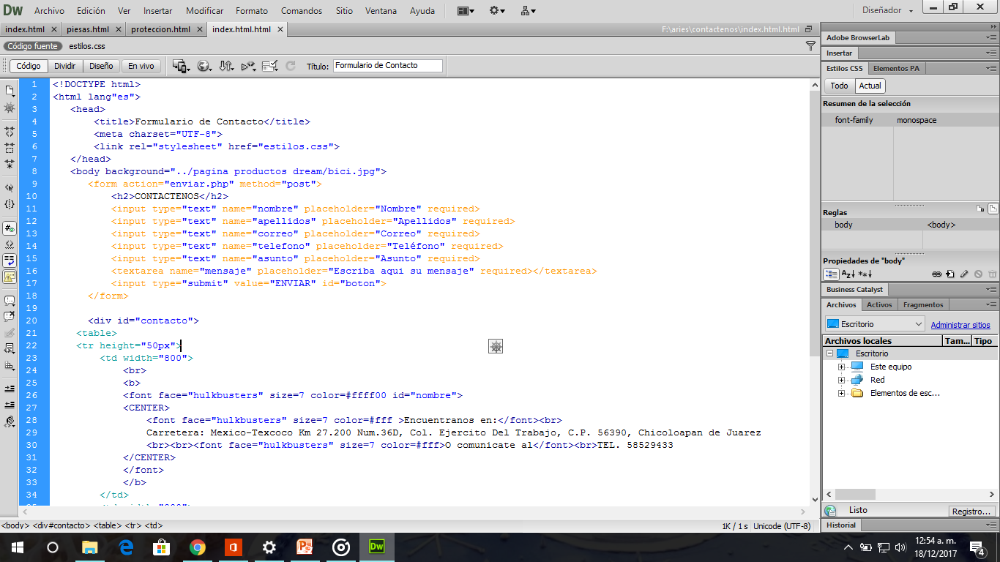 Dw Archivo Edición Ver Insertar Modificar Formato Comandos Sitio Ventana Ayuda Diseñador
index.html piesas.html proteccion.html index.html.html F:\aries\contactenos\index.html.html
Código fuente estilos.css
Código Dividir Diseño En vivo Título: Formulario de Contacto
1 <!DOCTYPE html>
2 <html lang"es">
3 <head>
4 <title>Formulario de Contacto</title>
5 <meta charset="UTF-8">
6 <link rel="stylesheet" href="estilos.css">
7 </head>
8 <body background="../pagina productos dream/bici.jpg">
9 <form action="enviar.php" method="post">
10 <h2>CONTACTENOS</h2>
11 <input type="text" name="nombre" placeholder="Nombre" required>
12 <input type="text" name="apellidos" placeholder="Apellidos" required>
13 <input type="text" name="correo" placeholder="Correo" required>
14 <input type="text" name="telefono" placeholder="Teléfono" required>
15 <input type="text" name="asunto" placeholder="Asunto" required>
16 <textarea name="mensaje" placeholder="Escriba aqui su mensaje" required></textarea>
17 <input type="submit" value="ENVIAR" id="boton">
18 </form>
19
20 <div id="contacto">
21 <table>
22 <tr height="50px">
23 <td width="800">
24 <br>
25 <b>
26 <font face="hulkbusters" size=7 color=#ffff00 id="nombre">
27 <CENTER>
28 <font face="hulkbusters" size=7 color=#fff >Encuentranos en:</font><br>
29 Carretera: Mexico-Texcoco Km 27.200 Num.36D, Col. Ejercito Del Trabajo, C.P. 56390, Chicoloapan de Juarez
30 <br><br><font face="hulkbusters" size=7 color=#fff>O comunicate al</font><br>TEL. 58529433
31 </CENTER>
32 </font>
33 </b>
34 </td>
<body> <div#contacto> <table> <tr> <td> 1K / 1 s Unicode (UTF-8)
Adobe BrowserLab
Insertar
Estilos CSS Elementos PA
Todo Actual
Resumen de la selección
font-family monospace
Reglas
body <body>
Propiedades de "body"
Business Catalyst
Archivos Activos Fragmentos
Escritorio Administrar sitios
Archivos locales Tam... Tipo
Escritorio
Este equipo
Red
Elementos de esc...
Listo Registro...
Historial
12:54 a. m.
18/12/2017
4